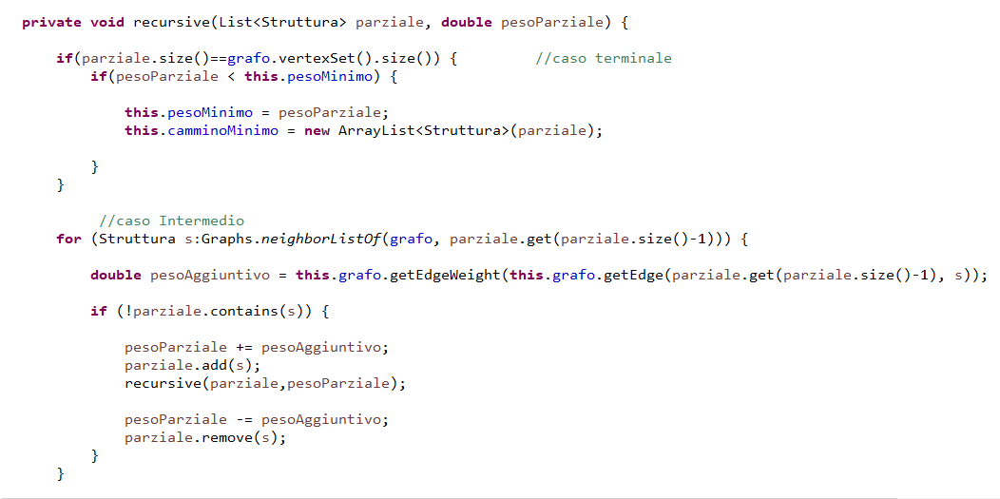 private void recursive(List<Struttura> parziale, double pesoParziale) {
if(parziale.size()==grafo.vertexSet().size()) { //caso terminale
if(pesoParziale < this.pesoMinimo) {
this.pesoMinimo = pesoParziale;
this.camminoMinimo = new ArrayList<Struttura>(parziale);
}
}
//caso Intermedio
for (Struttura s:Graphs.neighborListOf(grafo, parziale.get(parziale.size()-1))) {
double pesoAggiuntivo = this.grafo.getEdgeWeight(this.grafo.getEdge(parziale.get(parziale.size()-1), s));
if (!parziale.contains(s)) {
pesoParziale += pesoAggiuntivo;
parziale.add(s);
recursive(parziale,pesoParziale);
pesoParziale -= pesoAggiuntivo;
parziale.remove(s);
}
}